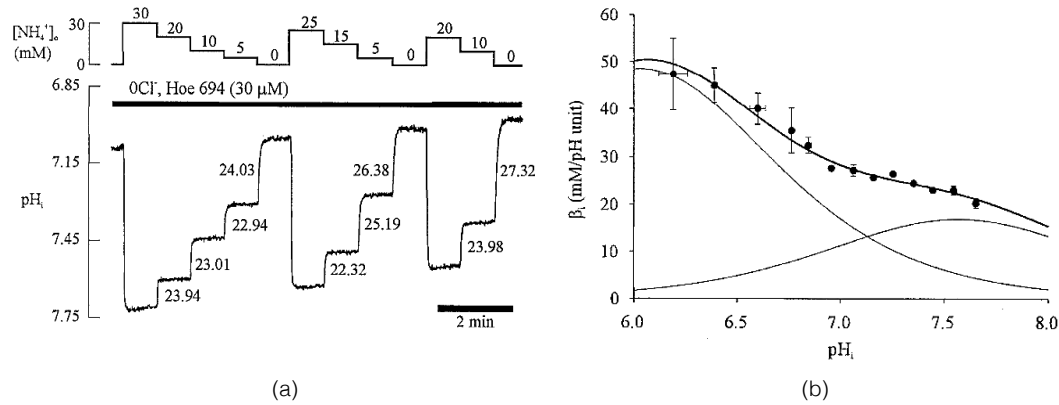 30 20 10 5 0 25 15 5 0 20 10 0
[NH₄⁺]ₒ
(mM)
30
0
0Cl⁻, Hoe 694 (30 μM)
6.85
7.15
7.45
7.75
pHᵢ
24.03
22.94
23.01
23.94
26.38
25.19
22.32
27.32
23.98
2 min
(a)
60
50
40
30
20
10
0
βᵢ (mM/pH unit)
6.0 6.5 7.0 7.5 8.0
pHᵢ
(b)